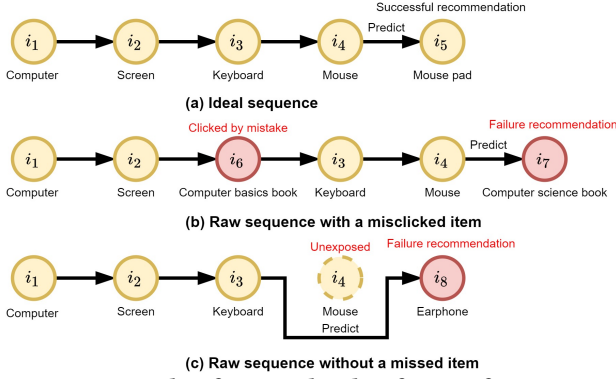 Successful recommendation
Predict
i1 i2 i3 i4 i5
Computer Screen Keyboard Mouse Mouse pad
(a) Ideal sequence
Clicked by mistake Failure recommendation
Predict
i1 i2 i6 i3 i4 i7
Computer Screen Computer basics book Keyboard Mouse Computer science book
(b) Raw sequence with a misclicked item
Unexposed Failure recommendation
i1 i2 i3 i4 i8
Computer Screen Keyboard Mouse Earphone
Predict
(c) Raw sequence without a missed item